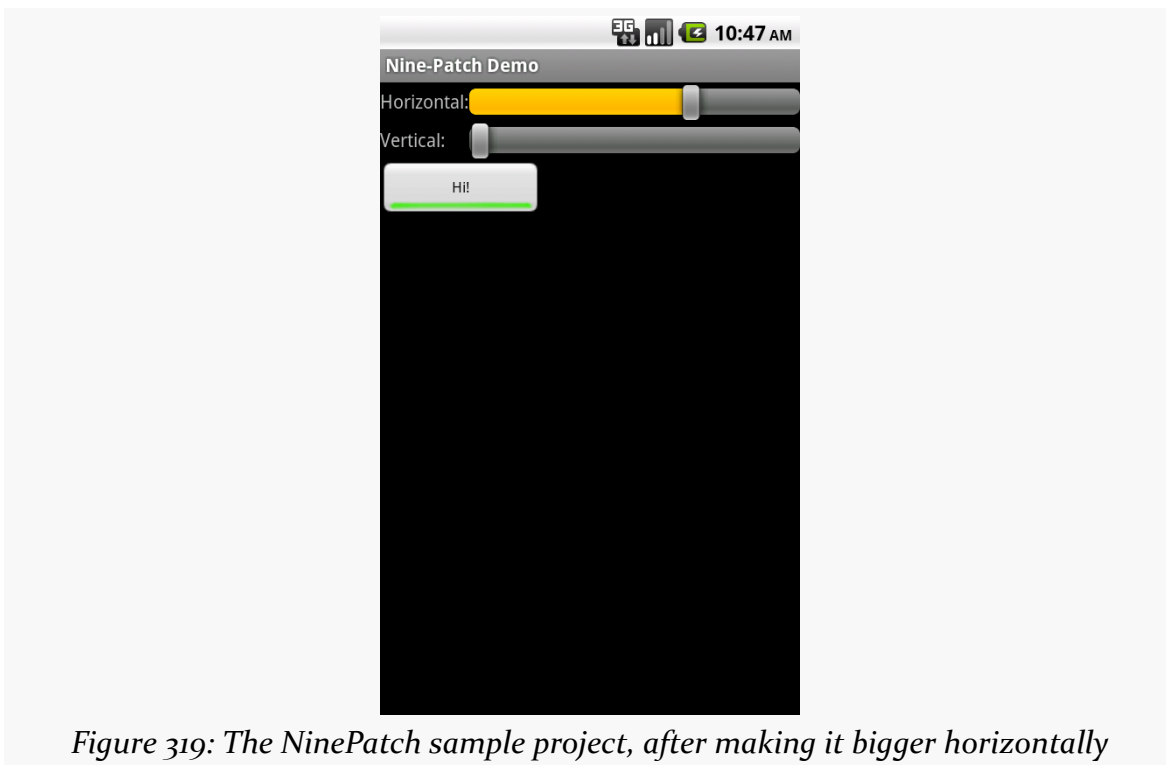 3G 10:47 AM
Nine-Patch Demo
Horizontal:
Vertical:
Hi!
Figure 319: The NinePatch sample project, after making it bigger horizontally